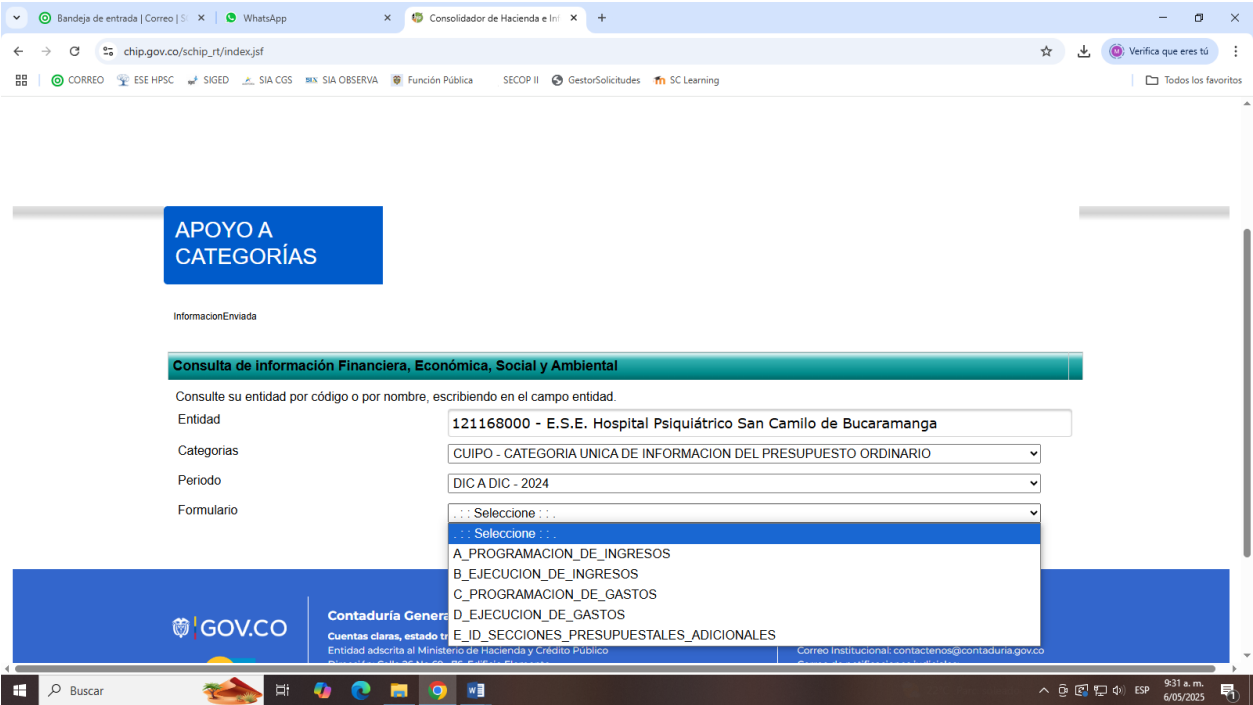 Bandeja de entrada | Correo | S
WhatsApp
Consolidador de Hacienda e Inf
chip.gov.co/schip_rt/index.jsf
Verifica que eres tú
CORREO
ESE HPSC
SIGED
SIA CGS
SIA OBSERVA
Función Pública
SECOP II
GestorSolicitudes
SC Learning
Todos los favoritos
APOYO A
CATEGORÍAS
InformacionEnviada
Consulta de información Financiera, Económica, Social y Ambiental
Consulte su entidad por código o por nombre, escribiendo en el campo entidad.
Entidad
121168000 - E.S.E. Hospital Psiquiátrico San Camilo de Bucaramanga
Categorias
CUIPO - CATEGORIA UNICA DE INFORMACION DEL PRESUPUESTO ORDINARIO
Periodo
DIC A DIC - 2024
Formulario
. : : Seleccione : : .
. : : Seleccione : : .
A_PROGRAMACION_DE_INGRESOS
B_EJECUCION_DE_INGRESOS
C_PROGRAMACION_DE_GASTOS
D_EJECUCION_DE_GASTOS
E_ID_SECCIONES_PRESUPUESTALES_ADICIONALES
GOV.CO
Contaduría Genera
Cuentas claras, estado tr
Entidad adscrita al Ministerio de Hacienda y Crédito Público
Correo Institucional: contactenos@contaduria.gov.co
Buscar
ESP
9:31 a. m.
6/05/2025